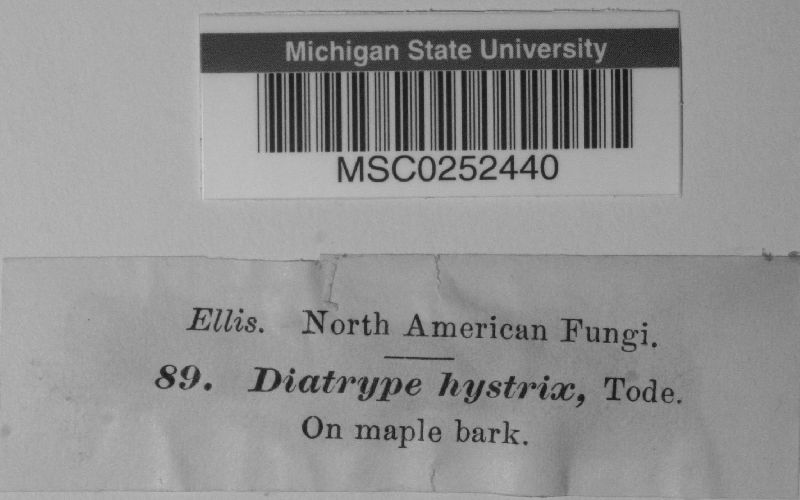 Michigan State University
MSC0252440
Ellis. North American Fungi.
89. Diatrype hystrix, Tode.
On maple bark.